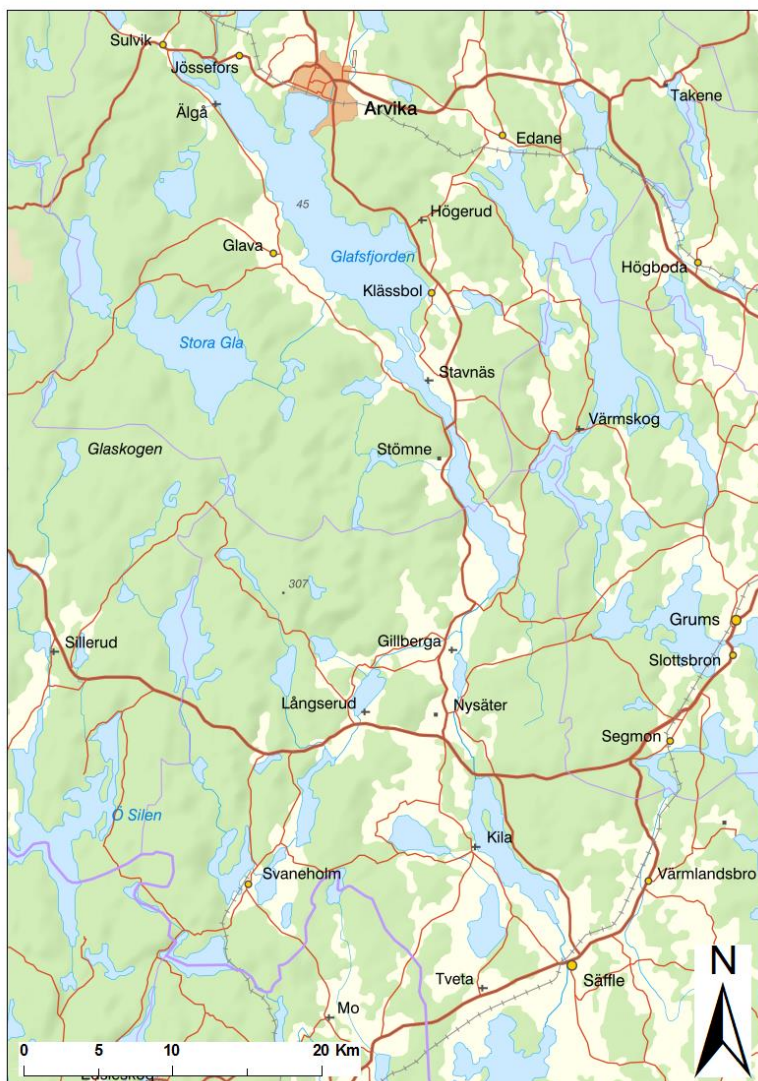 Sulvik
Jössefors
Älgå
Arvika
Takene
Edane
45
Högerud
Glava
Glafsfjorden
Högboda
Klässbol
Stora Gla
Stavnäs
Värmskog
Glaskogen
Stömne
307
Grums
Sillerud
Gillberga
Slottsbron
Långserud
Nysäter
Segmon
Ö Silen
Kila
Svaneholm
Värmlandsbro
N
Tveta
Säffle
Mo
0 5 10 20 Km